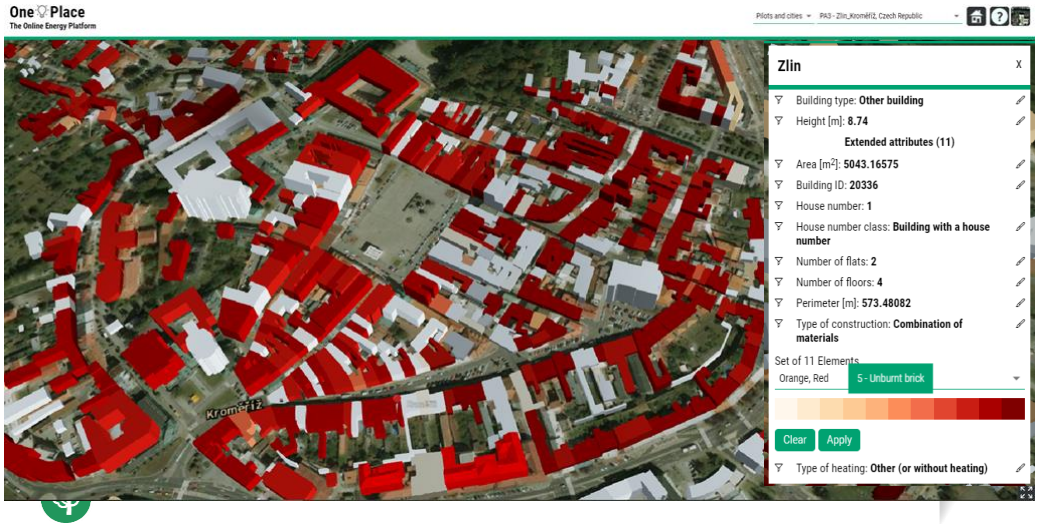 One Place
The Online Energy Platform
Pilots and cities
PA3 - Zlin_Kroměříž, Czech Republic
?
Zlin
X
Building type: Other building
Height [m]: 8.74
Extended attributes (11)
Area [m²]: 5043.16575
Building ID: 20336
House number: 1
House number class: Building with a house
number
Number of flats: 2
Number of floors: 4
Perimeter [m]: 573.48082
Type of construction: Combination of
materials
Set of 11 Elements
Orange, Red
5 - Unburnt brick
Clear
Apply
Type of heating: Other (or without heating)
Kroměříž